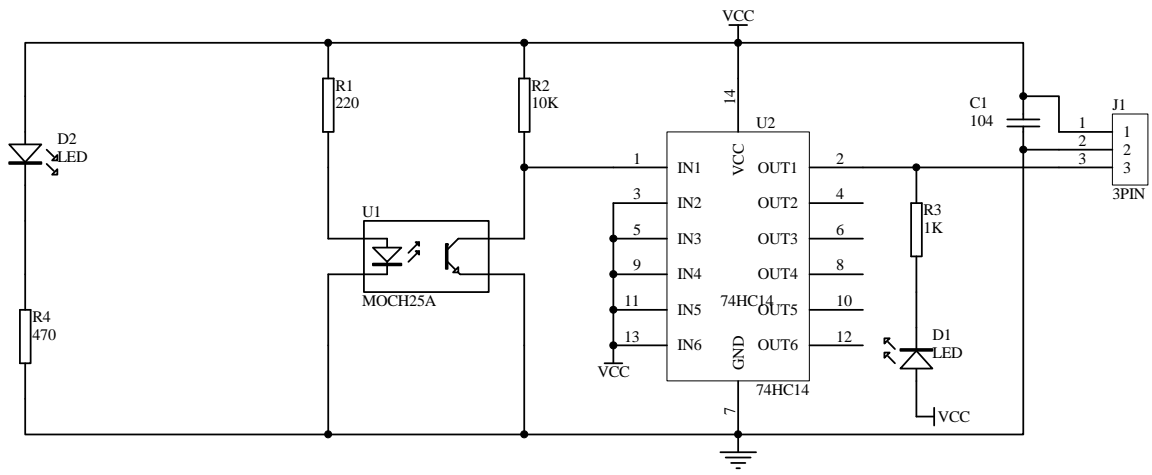 VCC
R1
220
R2
10K
14
U2
C1
104
J1
D2
LED
1
IN1
VCC
OUT1
2
1
2
3
1
2
3
3PIN
3
IN2
OUT2
4
R3
1K
U1
5
IN3
OUT3
6
9
IN4
OUT4
8
MOCH25A
11
IN5
74HC14
OUT5
10
R4
470
13
IN6
GND
OUT6
12
D1
LED
VCC
74HC14
7
VCC